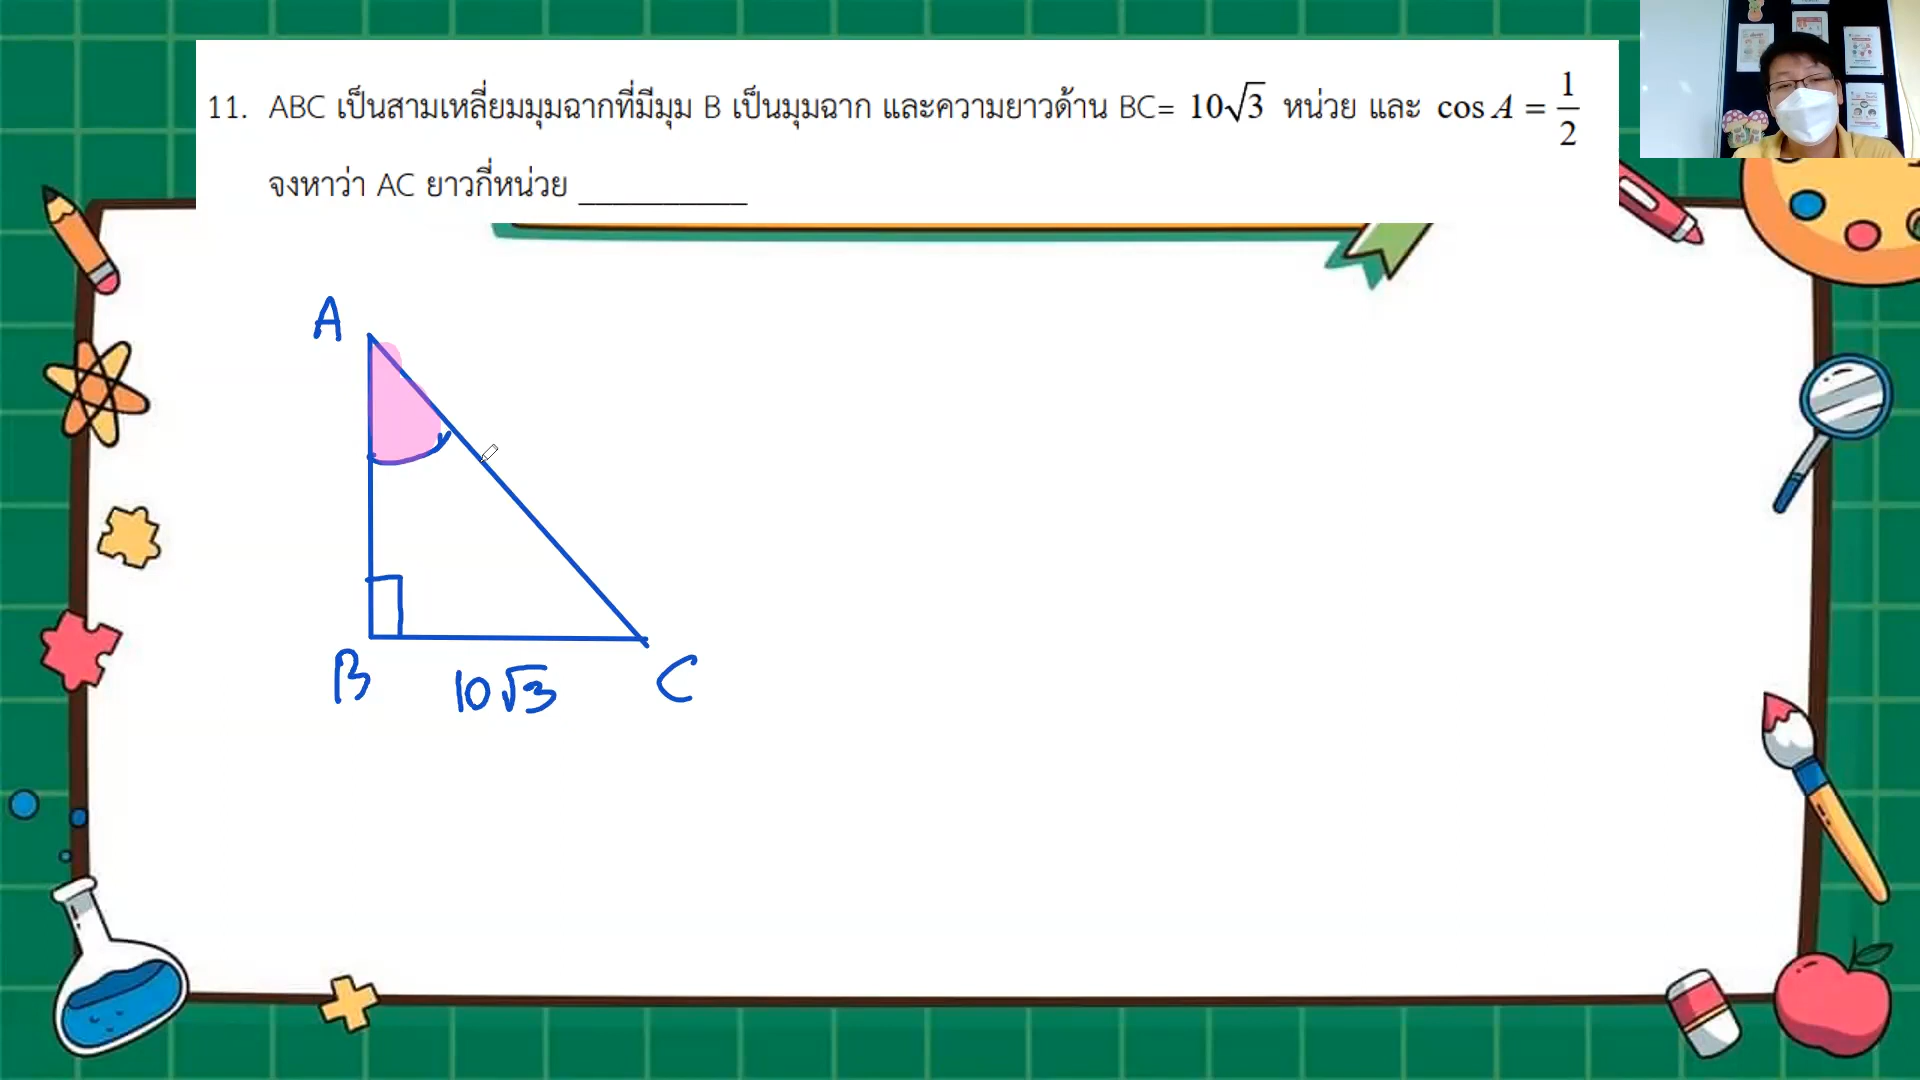 11. ABC เป็นสามเหลี่ยมมุมฉากที่มีมุม B เป็นมุมฉาก และความยาวด้าน BC= 10√3 หน่วย และ cos A = 1/2
จงหาว่า AC ยาวกี่หน่วย __________
A
B 10√3 C